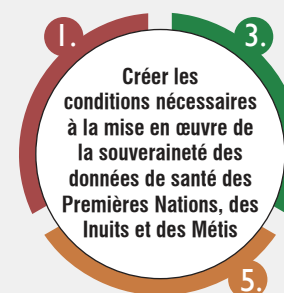 1.
3.
Créer les
conditions nécessaires
à la mise en œuvre de
la souveraineté des
données de santé des
Premières Nations, des
Inuits et des Métis
5.